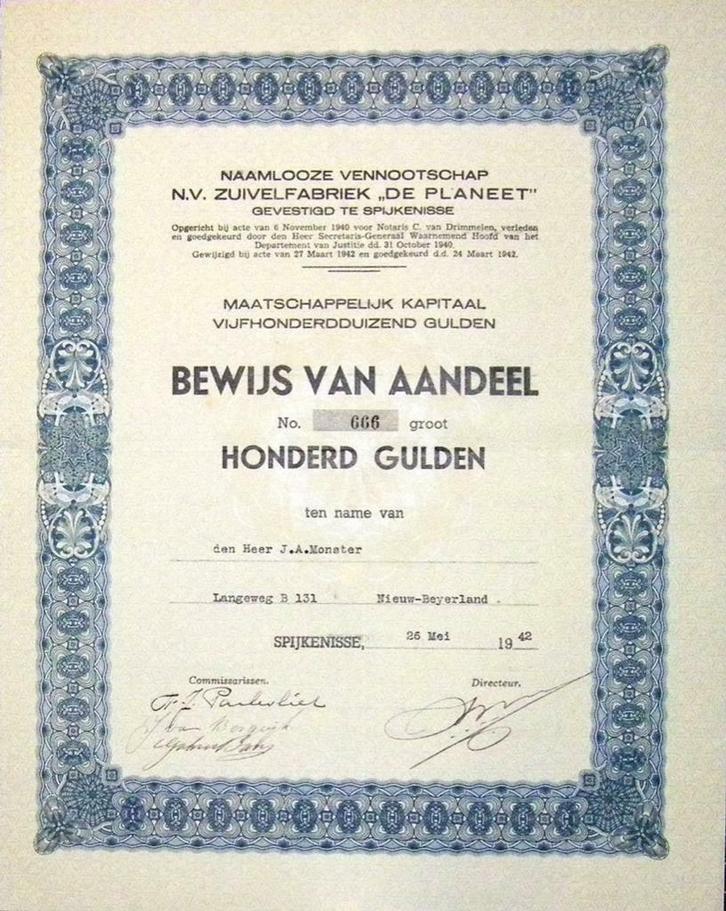 NAAMLOOZE VENNOOTSCHAP
N.V. ZUIVELFABRIEK „DE PLANEET”
GEVESTIGD TE SPIJKENISSE
Opgericht bij acte van 6 November 1940 voor Notaris C. van Drimmelen, verleden
en goedgekeurd door den Heer Secretaris-Generaal Waarnemend Hoofd van het
Departement van Justitie dd. 31 October 1940.
Gewijzigd bij acte van 27 Maart 1942 en goedgekeurd d.d. 24 Maart 1942.
MAATSCHAPPELIJK KAPITAAL
VIJFHONDERDDUIZEND GULDEN
BEWIJS VAN AANDEEL
No. 666 groot
HONDERD GULDEN
ten name van
den Heer J.A.Monster
Langeweg B 131 Nieuw-Beyerland .
SPIJKENISSE, 26 Mei 19 42
Commissarissen. Directeur.